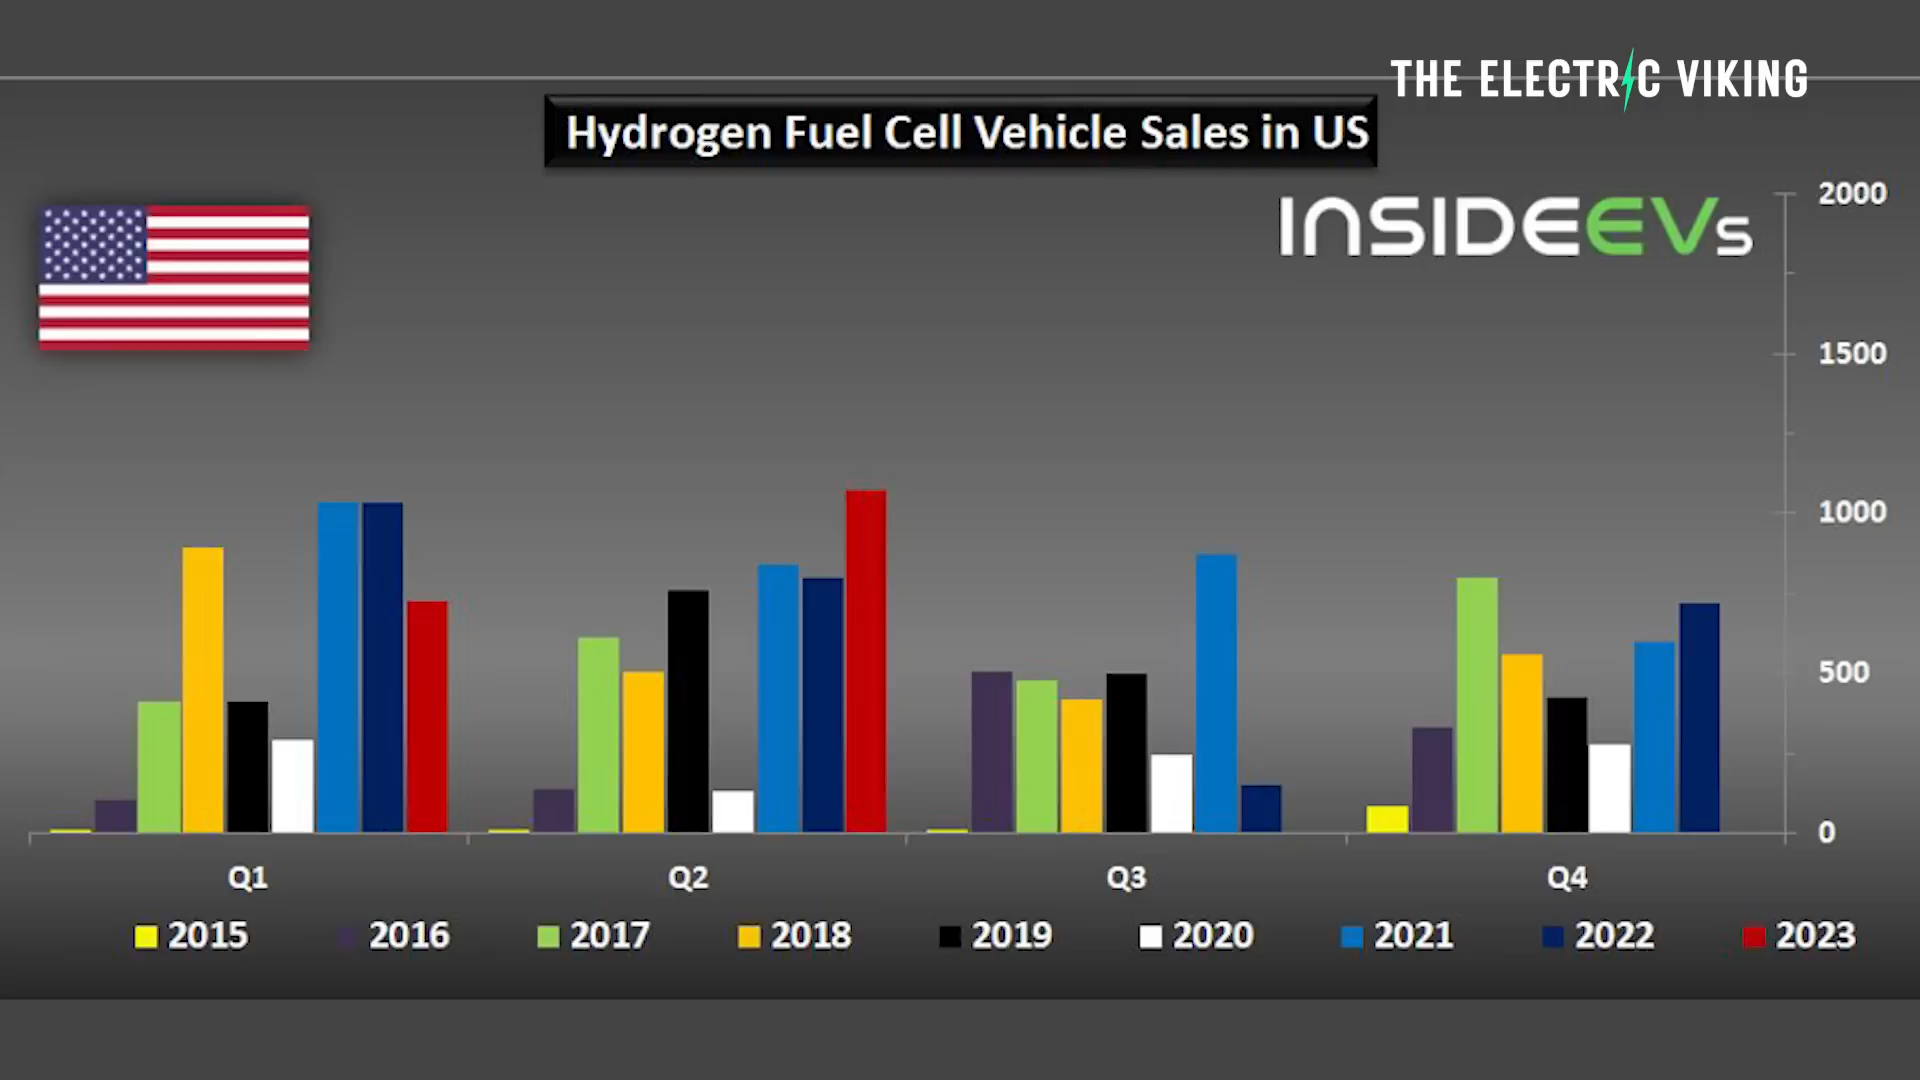 THE ELECTRIC VIKING
Hydrogen Fuel Cell Vehicle Sales in US
INSIDEEVs
2000
1500
1000
500
0
Q1 Q2 Q3 Q4
2015 2016 2017 2018 2019 2020 2021 2022 2023